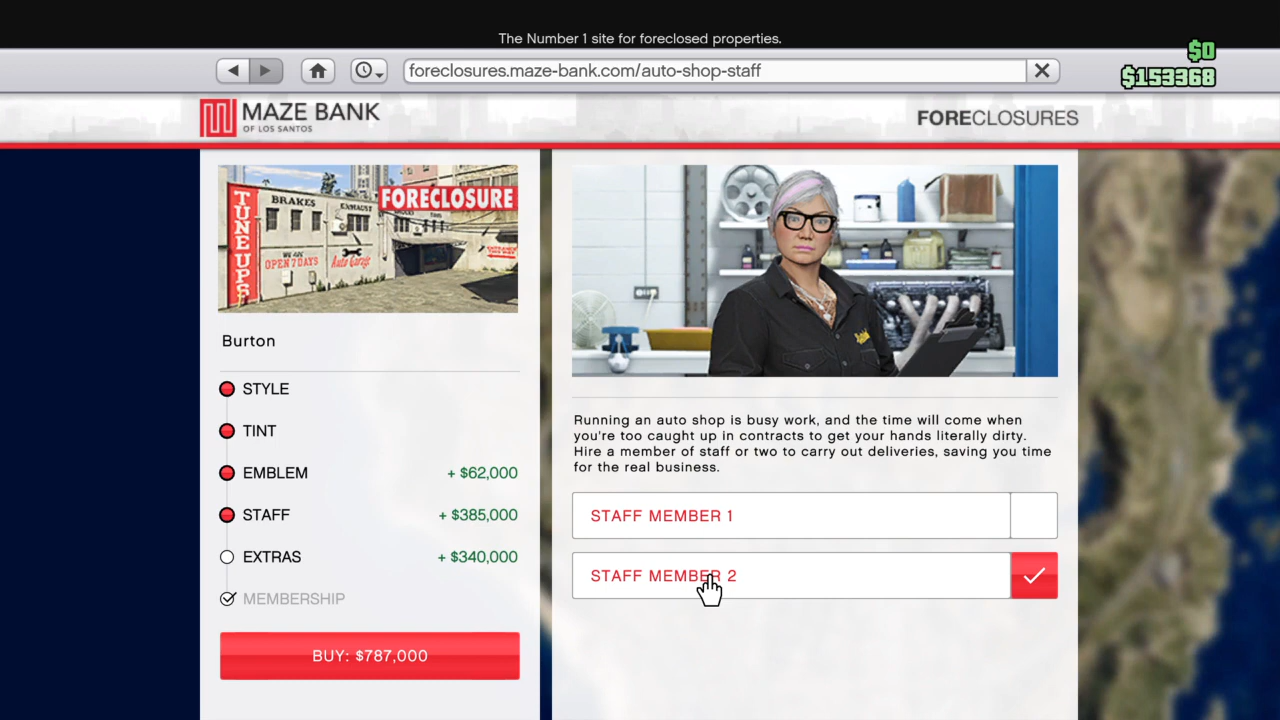 The Number 1 site for foreclosed properties.
$0
foreclosures.maze-bank.com/auto-shop-staff
$153368
MAZE BANK
OF LOS SANTOS
FORECLOSURES
TUNEUPS
BRAKES
EXHAUST
FORECLOSURE
WE ARE
OPEN 7 DAYS
Auto Garage
Burton
STYLE
TINT
EMBLEM + $62,000
STAFF + $385,000
EXTRAS + $340,000
MEMBERSHIP
BUY: $787,000
Running an auto shop is busy work, and the time will come when
you're too caught up in contracts to get your hands literally dirty.
Hire a member of staff or two to carry out deliveries, saving you time
for the real business.
STAFF MEMBER 1
STAFF MEMBER 2